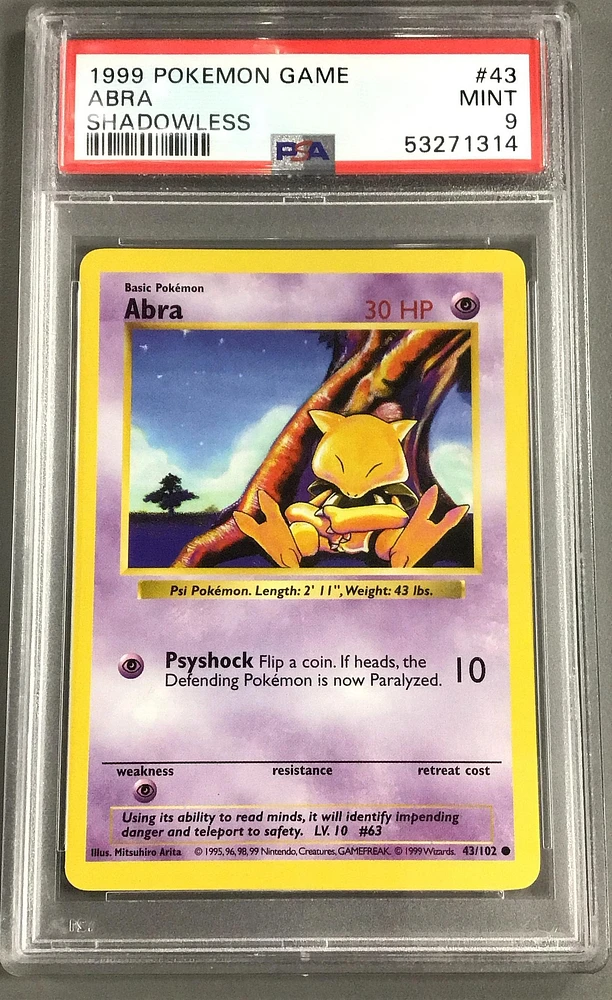 1999 POKEMON GAME #43
ABRA MINT
SHADOWLESS 9
PSA 53271314
Basic Pokémon
Abra 30 HP
Psi Pokémon. Length: 2' 11", Weight: 43 lbs.
Psyshock Flip a coin. If heads, the 10
Defending Pokémon is now Paralyzed.
weakness resistance retreat cost
Using its ability to read minds, it will identify impending
danger and teleport to safety. LV. 10 #63
Illus. Mitsuhiro Arita © 1995, 96, 98, 99 Nintendo, Creatures, GAMEFREAK. © 1999 Wizards. 43/102